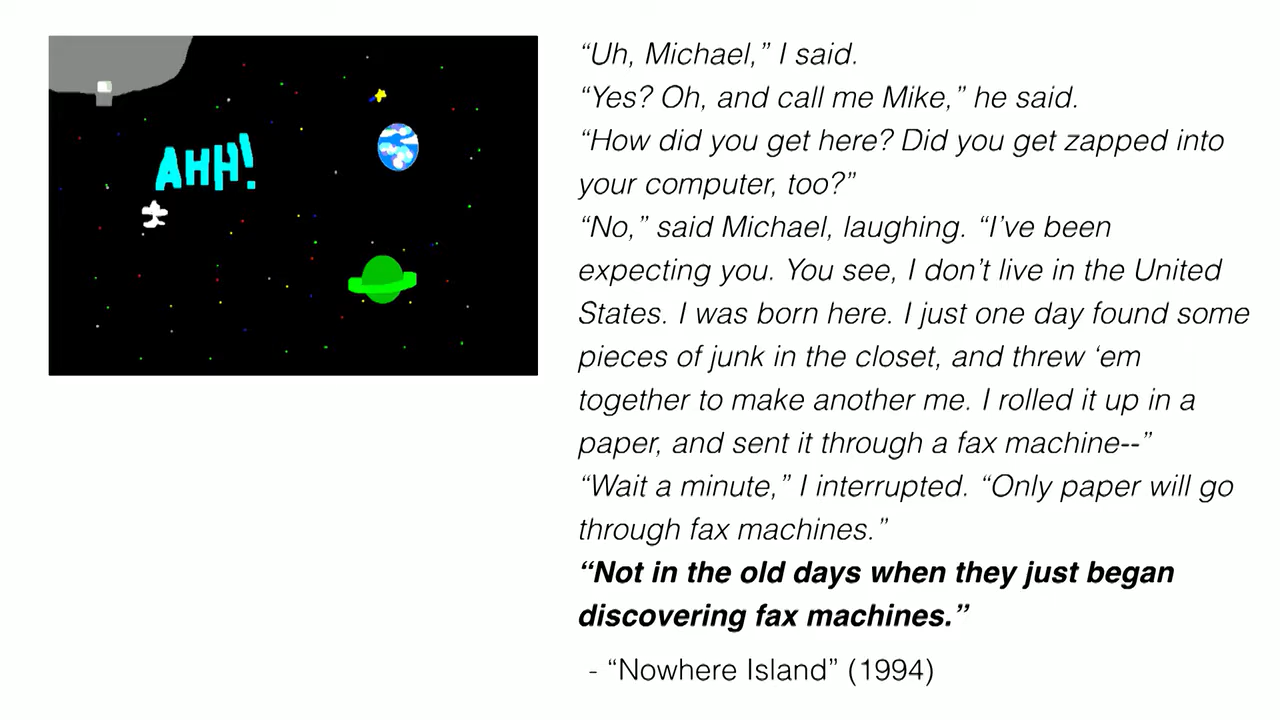 AHH!
“Uh, Michael,” I said.
“Yes? Oh, and call me Mike,” he said.
“How did you get here? Did you get zapped into
your computer, too?”
“No,” said Michael, laughing. “I’ve been
expecting you. You see, I don’t live in the United
States. I was born here. I just one day found some
pieces of junk in the closet, and threw ‘em
together to make another me. I rolled it up in a
paper, and sent it through a fax machine--”
“Wait a minute,” I interrupted. “Only paper will go
through fax machines.”
“Not in the old days when they just began
discovering fax machines.”
- “Nowhere Island” (1994)